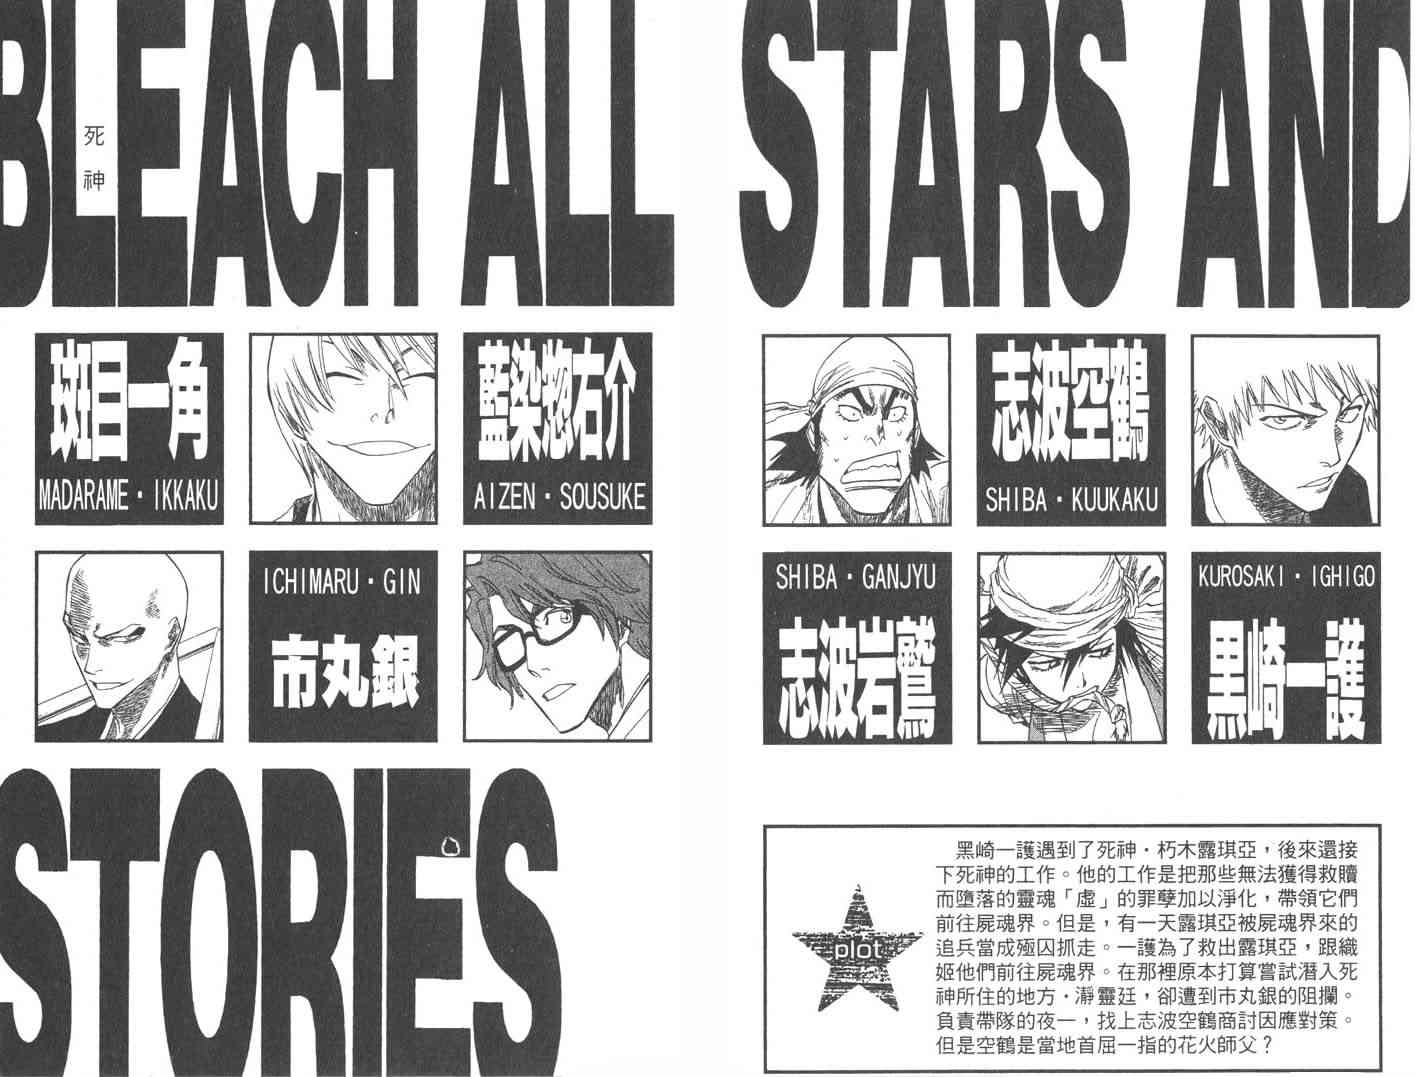 BLEACH ALL STARS AND
死神
斑目一角
MADARAME・IKKAKU
藍染惣右介
AIZEN・SOUSUKE
志波空鶴
SHIBA・KUUKAKU
ICHIMARU・GIN
市丸銀
SHIBA・GANJYU
志波岩鷲
KUROSAKI・IGHIGO
黒崎一護
STORIES
plot
黑崎一護遇到了死神・朽木露琪亞，後來還接
下死神的工作。他的工作是把那些無法獲得救贖
而墮落的靈魂「虛」的罪孽加以淨化，帶領它們
前往屍魂界。但是，有一天露琪亞被屍魂界來的
追兵當成極囚抓走。一護為了救出露琪亞，跟織
姬他們前往屍魂界。在那裡原本打算嘗試潛入死
神所住的地方・瀞靈廷，卻遭到市丸銀的阻攔。
負責帶隊的夜一，找上志波空鶴商討因應對策。
但是空鶴是當地首屈一指的花火師父？